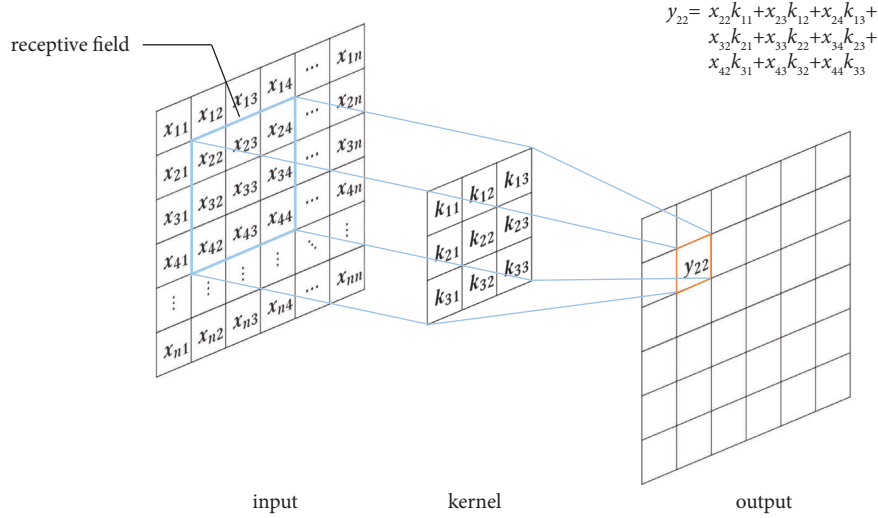 y22= x22k11+x23k12+x24k13+
x32k21+x33k22+x34k23+
x42k31+x43k32+x44k33
receptive field
x11 x12 x13 x14 ... x1n
x21 x22 x23 x24 ... x2n
x31 x32 x33 x34 ... x3n
x41 x42 x43 x44 ... x4n
⋮ ⋮ ⋮ ⋮ ⋱ ⋮
xn1 xn2 xn3 xn4 ... xnn
k11 k12 k13
k21 k22 k23
k31 k32 k33
y22
input kernel output